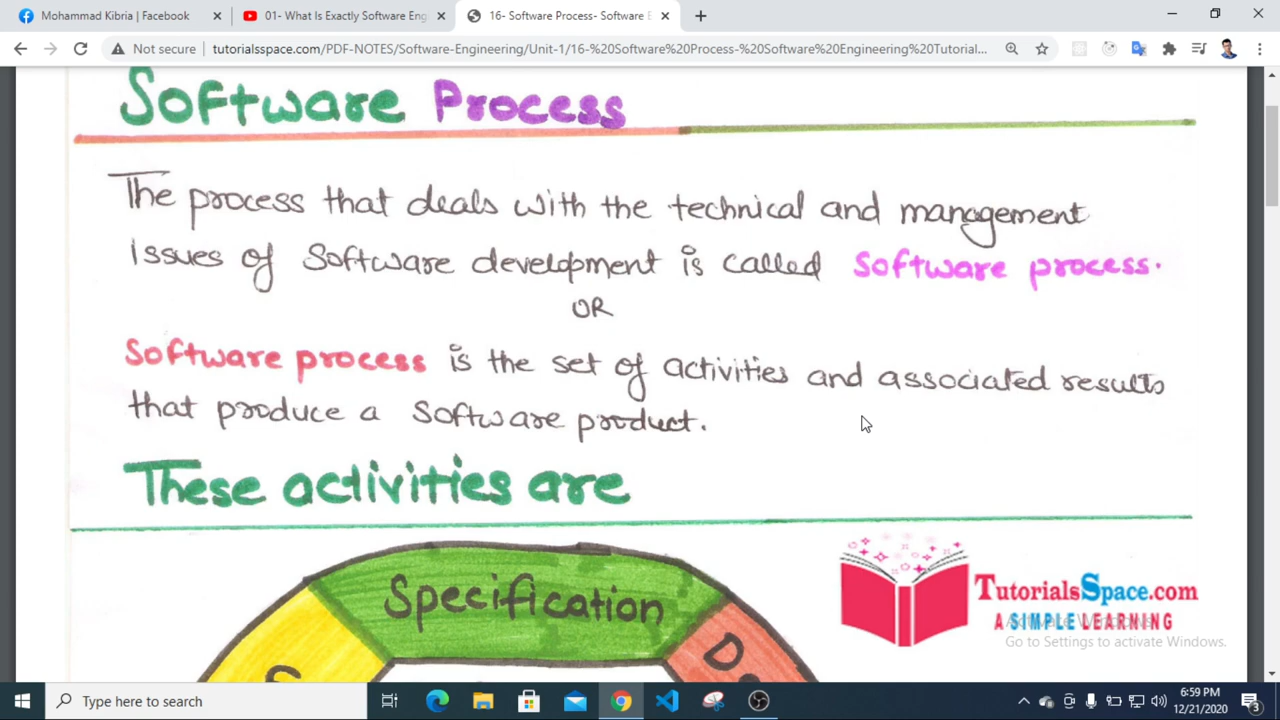 Mohammad Kibria | Facebook
01- What Is Exactly Software Eng
16- Software Process- Software E
Not secure
tutorialsspace.com/PDF-NOTES/Software-Engineering/Unit-1/16-%20Software%20Process-%20Software%20Engineering%20Tutorial...
Software Process
The process that deals with the technical and management
issues of Software development is called Software process.
OR
Software process is the set of activities and associated results
that produce a Software product.
These activities are
Specification
TutorialsSpace.com
A SIMPLE LEARNING
Activate Windows
Go to Settings to activate Windows.
Type here to search
6:59 PM
12/21/2020
3